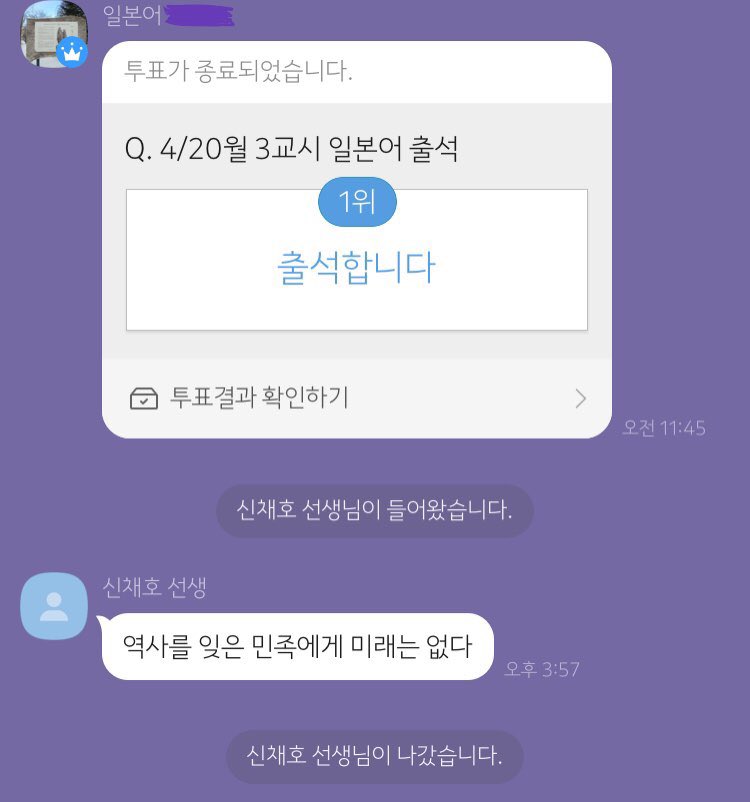 일본어
투표가 종료되었습니다.
Q. 4/20월 3교시 일본어 출석
1위
출석합니다
투표결과 확인하기
오전 11:45
신채호 선생님이 들어왔습니다.
신채호 선생
역사를 잊은 민족에게 미래는 없다
오후 3:57
신채호 선생님이 나갔습니다.